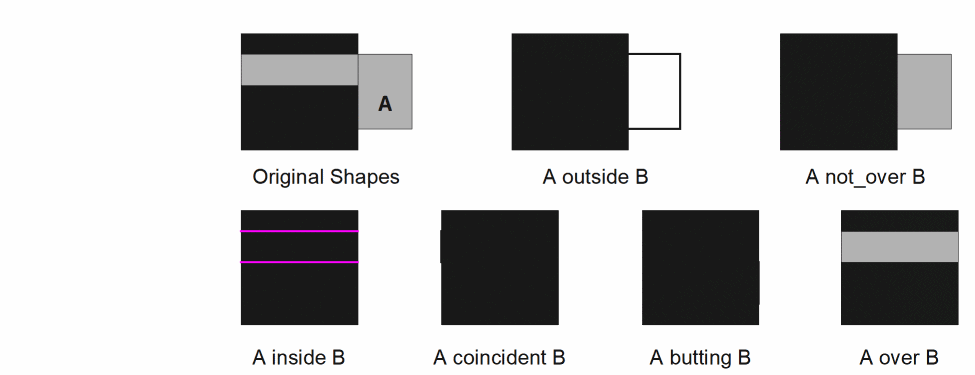 A
Original Shapes
A outside B
A not_over B
A inside B
A coincident B
A butting B
A over B